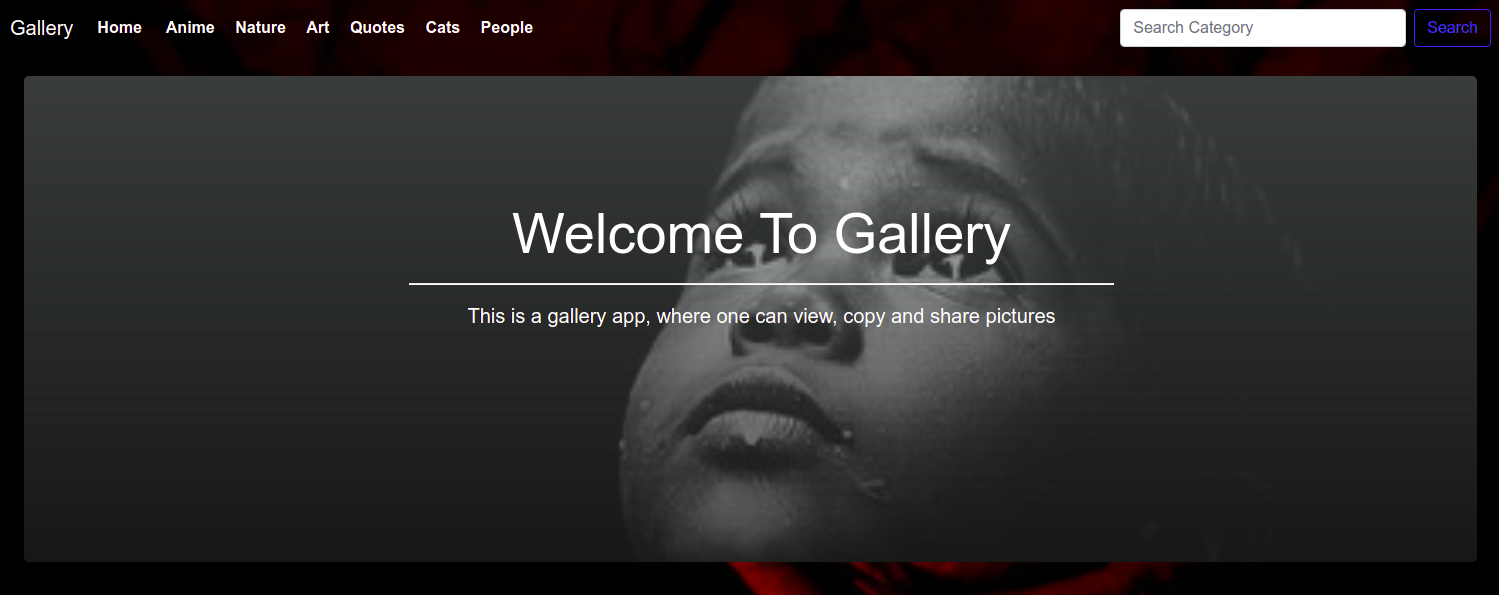 Gallery Home Anime Nature Art Quotes Cats People Search Category Search
Welcome To Gallery
This is a gallery app, where one can view, copy and share pictures